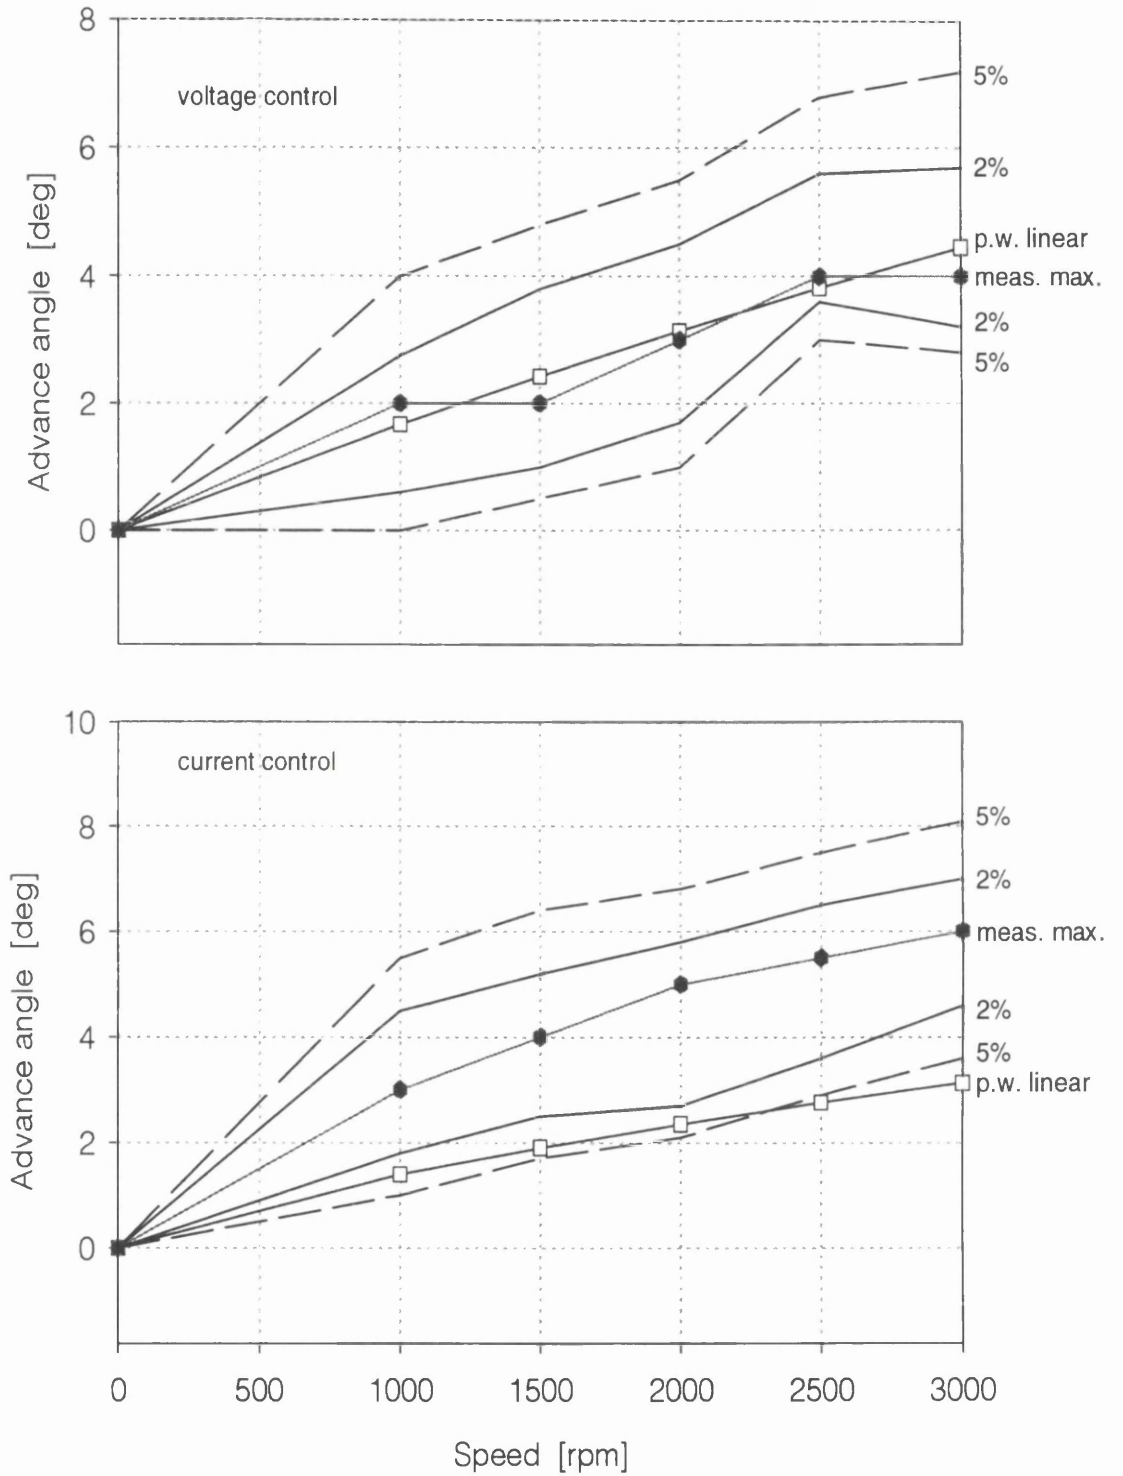 8
voltage control
5%
6
2%
p.w. linear
4
meas. max.
2%
5%
2
0
Advance angle [deg]
10
current control
8
5%
2%
6
meas. max.
4
2%
5%
p.w. linear
2
0
Advance angle [deg]
0 500 1000 1500 2000 2500 3000
Speed [rpm]